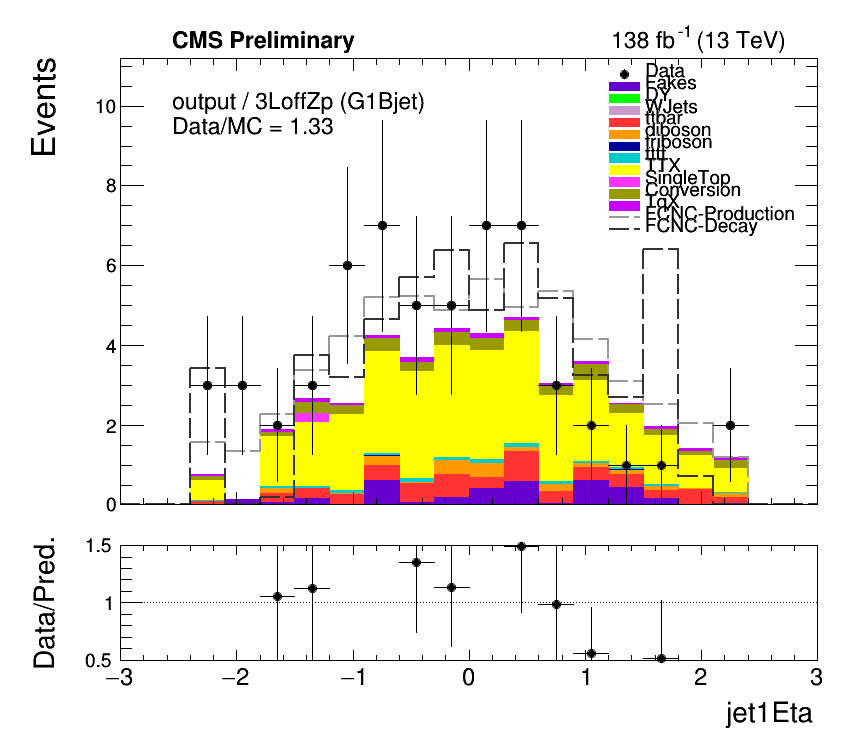 CMS Preliminary
138 fb-1 (13 TeV)
Events
output / 3LoffZp (G1Bjet)
Data/MC = 1.33
Data
Fakes
DY
WJets
ttbar
diboson
triboson
tttt
TTX
SingleTop
Conversion
TqX
FCNC-Production
FCNC-Decay
10
8
6
4
2
0
Data/Pred.
1.5
1
0.5
−3 −2 −1 0 1 2 3
jet1Eta